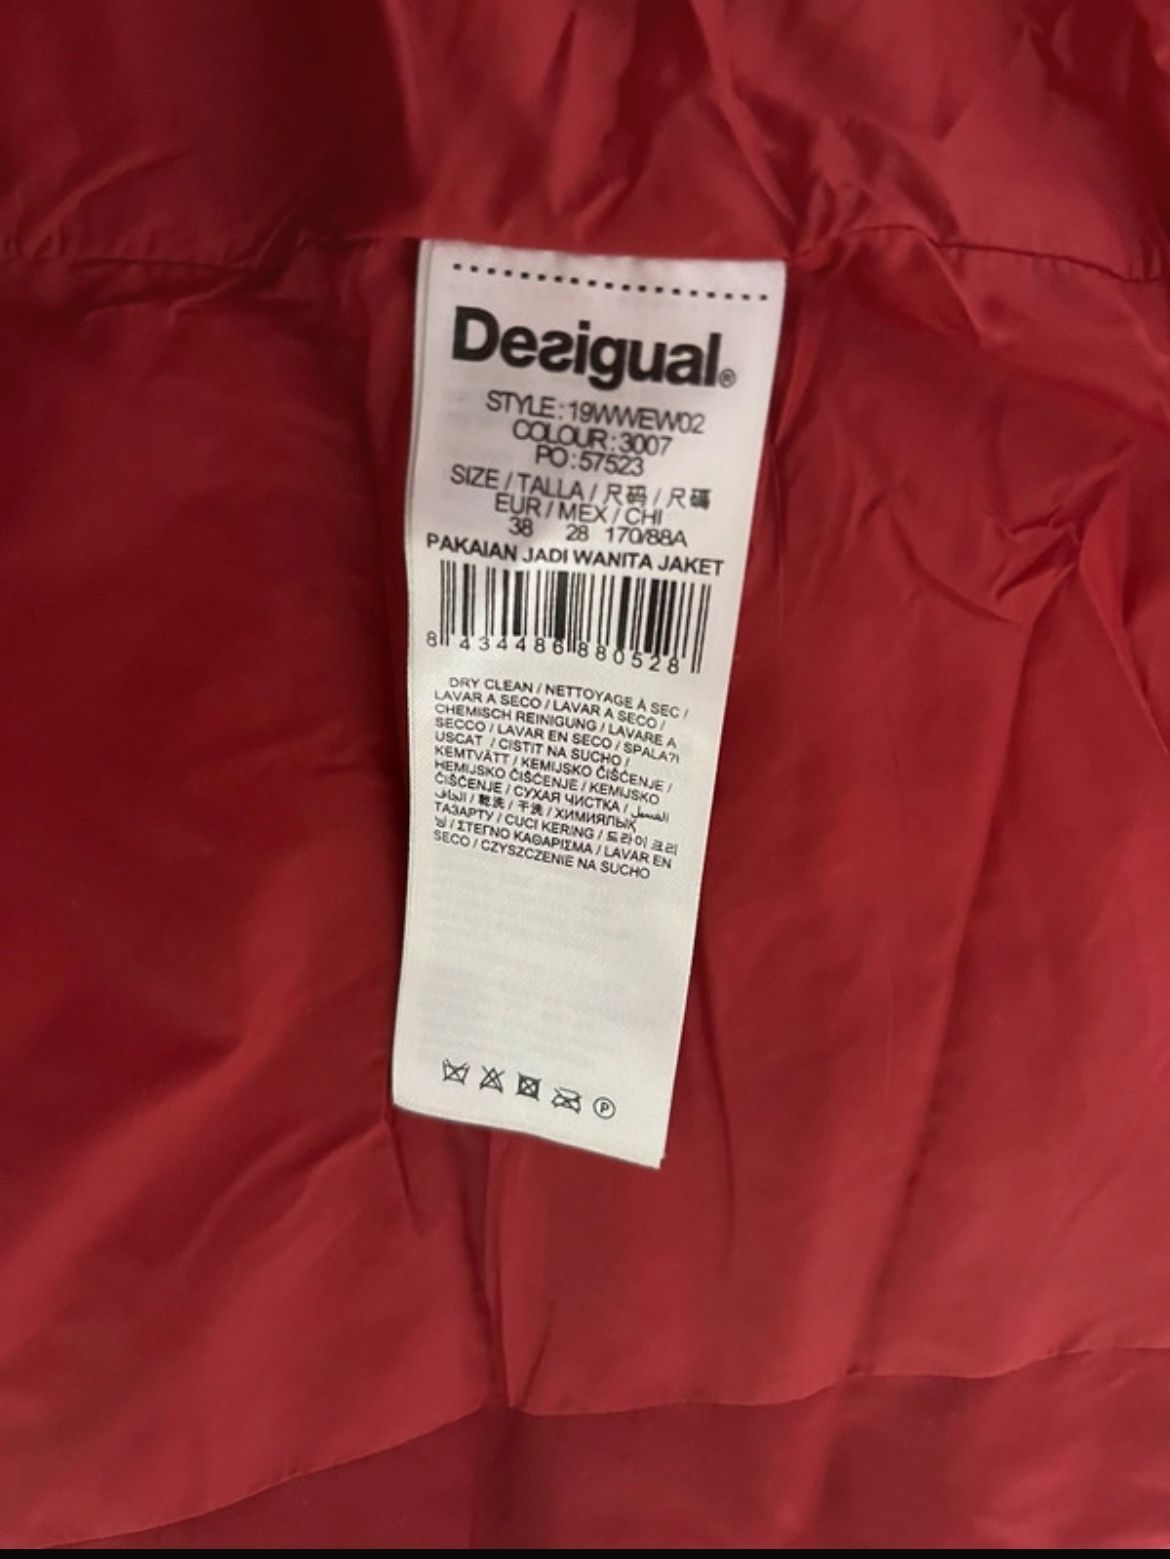 Desigual®
STYLE : 19WWEW02
COLOUR : 3007
PO : 57523
SIZE / TALLA / 尺码 / 尺碼
EUR / MEX / CHI
38 28 170/88A
PAKAIAN JADI WANITA JAKET
8 434486 880528
DRY CLEAN / NETTOYAGE À SEC /
LAVAR A SECO / LAVAR A SECO /
CHEMISCH REINIGUNG / LAVARE A
SECCO / LAVAR EN SECO / SPALA?I
USCAT / CISTIT NA SUCHO /
KEMTVÄTT / KEMIJSKO ČIŠČENJE /
HEMIJSKO ČIŠĆENJE / KEMIJSKO
ČIŠĆENJE / СУХАЯ ЧИСТКА / الغسيل
الجاف / 乾洗 / 干洗 / ХИМИЯЛЫҚ
ТАЗАРТУ / CUCI KERING / 드라이 크리
닝 / ΣΤΕΓΝΟ ΚΑΘΑΡΙΣΜΑ / LAVAR EN
SECO / CZYSZCZENIE NA SUCHO
P